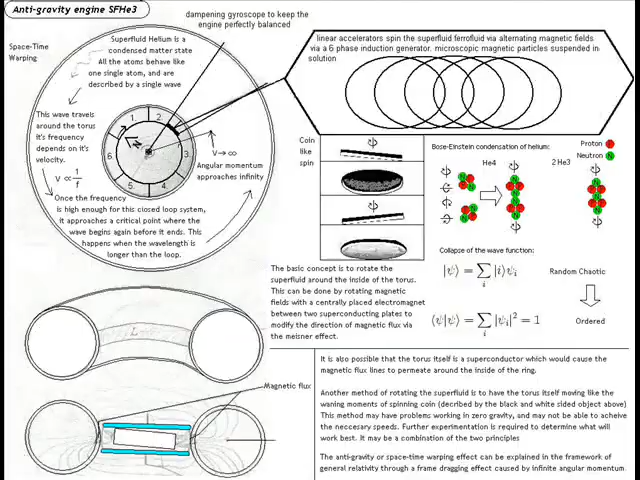 Anti-gravity engine SFHe3
dampening gyroscope to keep the
engine perfectly balanced
Space-Time
Warping
Superfluid Helium is a
condensed matter state
All the atoms behave like
one single atom, and are
described by a single wave
This wave travels
around the torus
it's frequency
depends on it's
velocity.
V ∝ 1/f
1.
2
3.
4.
5.
6.
N
V→∞
Angular momentum
approaches infinity
Once the frequency
is high enough for this closed loop system,
it approaches a critical point where the
wave begins again before it ends. This
happens when the wavelength is
longer than the loop.
linear accelerators spin the superfluid ferrofluid via alternating magnetic fields
via a 6 phase induction generator. microscopic magnetic particles suspended in
solution
Coin
like
spin
Bose-Einstein condensation of helium:
Proton P
Neutron N
He4
2 He3
Collapse of the wave function:
|ψ⟩ = ∑ᵢ |i⟩ψᵢ
Random Chaotic
⟨ψ|ψ⟩ = ∑ᵢ |ψᵢ|² = 1
Ordered
The basic concept is to rotate the
superfluid around the inside of the torus.
This can be done by rotating magnetic
fields with a centrally placed electromagnet
between two superconducting plates to
modify the direction of magnetic flux via
the meisner effect.
L
Magnetic flux
It is also possible that the torus itself is a superconductor which would cause the
magnetic flux lines to permeate around the inside of the ring.
Another method of rotating the superfluid is to have the torus itself moving like the
waning moments of spinning coin (decribed by the black and white sided object above)
This method may have problems working in zero gravity, and may not be able to acheive
the neccesary speeds. Further experimentation is required to determine what will
work best. it may be a combination of the two principles
The anti-gravity or space-time warping effect can be explained in the framework of
general relativity through a frame dragging effect caused by infinite angular momentum.